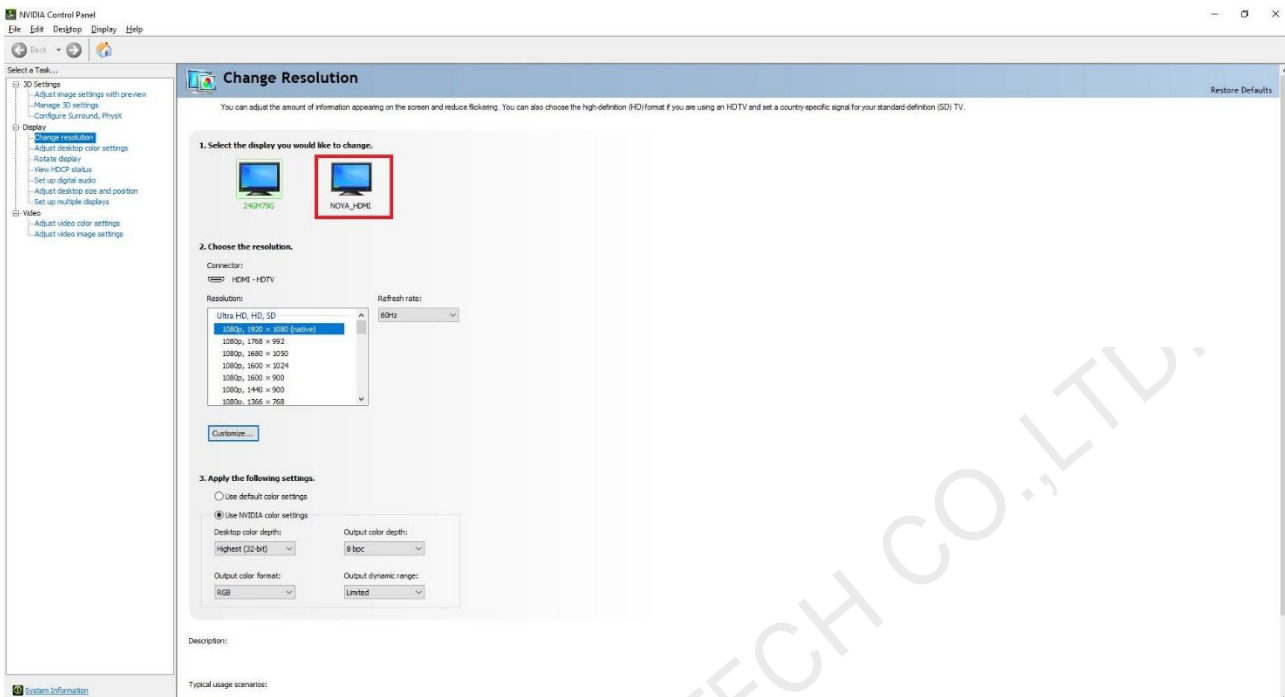 NVIDIA Control Panel
File Edit Desktop Display Help
Back
Select a Task...
3D Settings
Adjust image settings with preview
Manage 3D settings
Configure Surround, PhysX
Display
Change resolution
Adjust desktop color settings
Rotate display
View HDCP status
Set up digital audio
Adjust desktop size and position
Set up multiple displays
Video
Adjust video color settings
Adjust video image settings
System Information
Change Resolution
Restore Defaults
You can adjust the amount of information appearing on the screen and reduce flickering. You can also choose the high-definition (HD) format if you are using an HDTV and set a country-specific signal for your standard-definition (SD) TV.
1. Select the display you would like to change.
24GM79G NOVA_HDMI
2. Choose the resolution.
Connector:
HDMI - HDTV
Resolution: Refresh rate:
Ultra HD, HD, SD 60Hz
1080p, 1920 × 1080 (native)
1080p, 1768 × 992
1080p, 1680 × 1050
1080p, 1600 × 1024
1080p, 1600 × 900
1080p, 1440 × 900
1080p, 1366 × 768
Customize...
3. Apply the following settings.
Use default color settings
Use NVIDIA color settings
Desktop color depth: Output color depth:
Highest (32-bit) 8 bpc
Output color format: Output dynamic range:
RGB Limited
Description:
Typical usage scenarios:
TECH CO.,LTD.